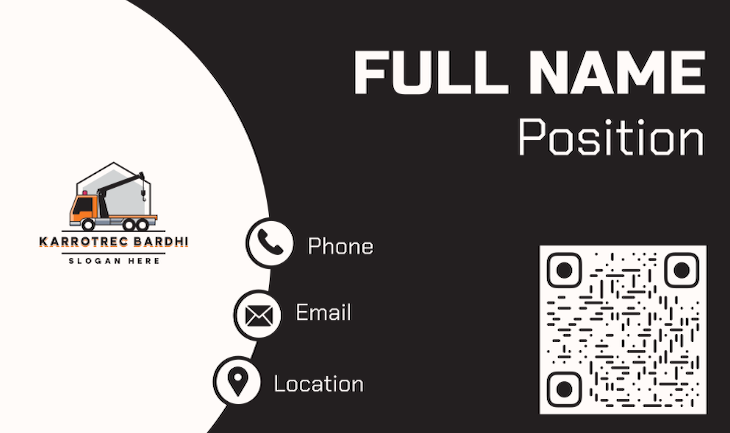 FULL NAME
Position
KARROTREC BARDHI
SLOGAN HERE
Phone
Email
Location